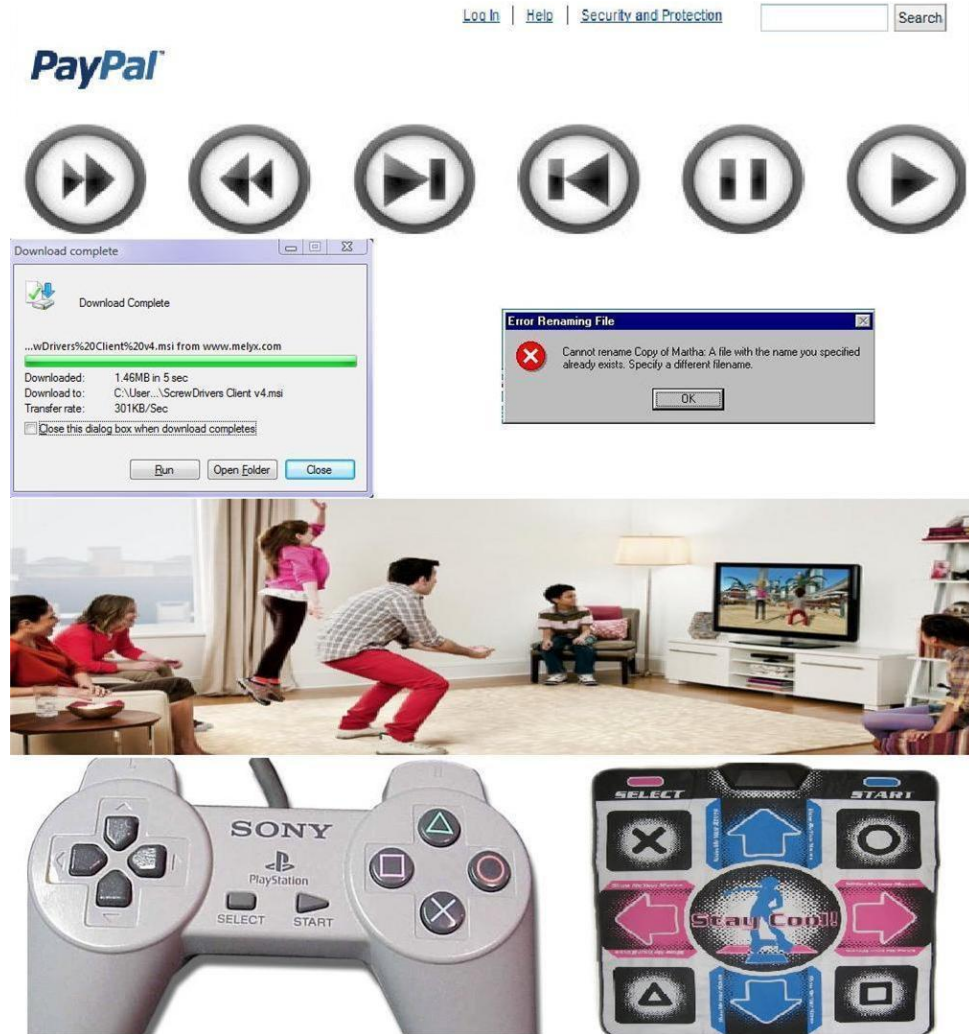 Log In | Help | Security and Protection
Search
PayPal
Download complete
Download Complete
...wDrivers%20Client%20v4.msi from www.melyx.com
Downloaded: 1.46MB in 5 sec
Download to: C:\User...\ScrewDrivers Client v4.msi
Transfer rate: 301KB/Sec
Close this dialog box when download completes
Run Open Folder Close
Error Renaming File
Cannot rename Copy of Martha: A file with the name you specified
already exists. Specify a different filename.
OK
SONY
PlayStation
SELECT START
SELECT START
Stay Cool!